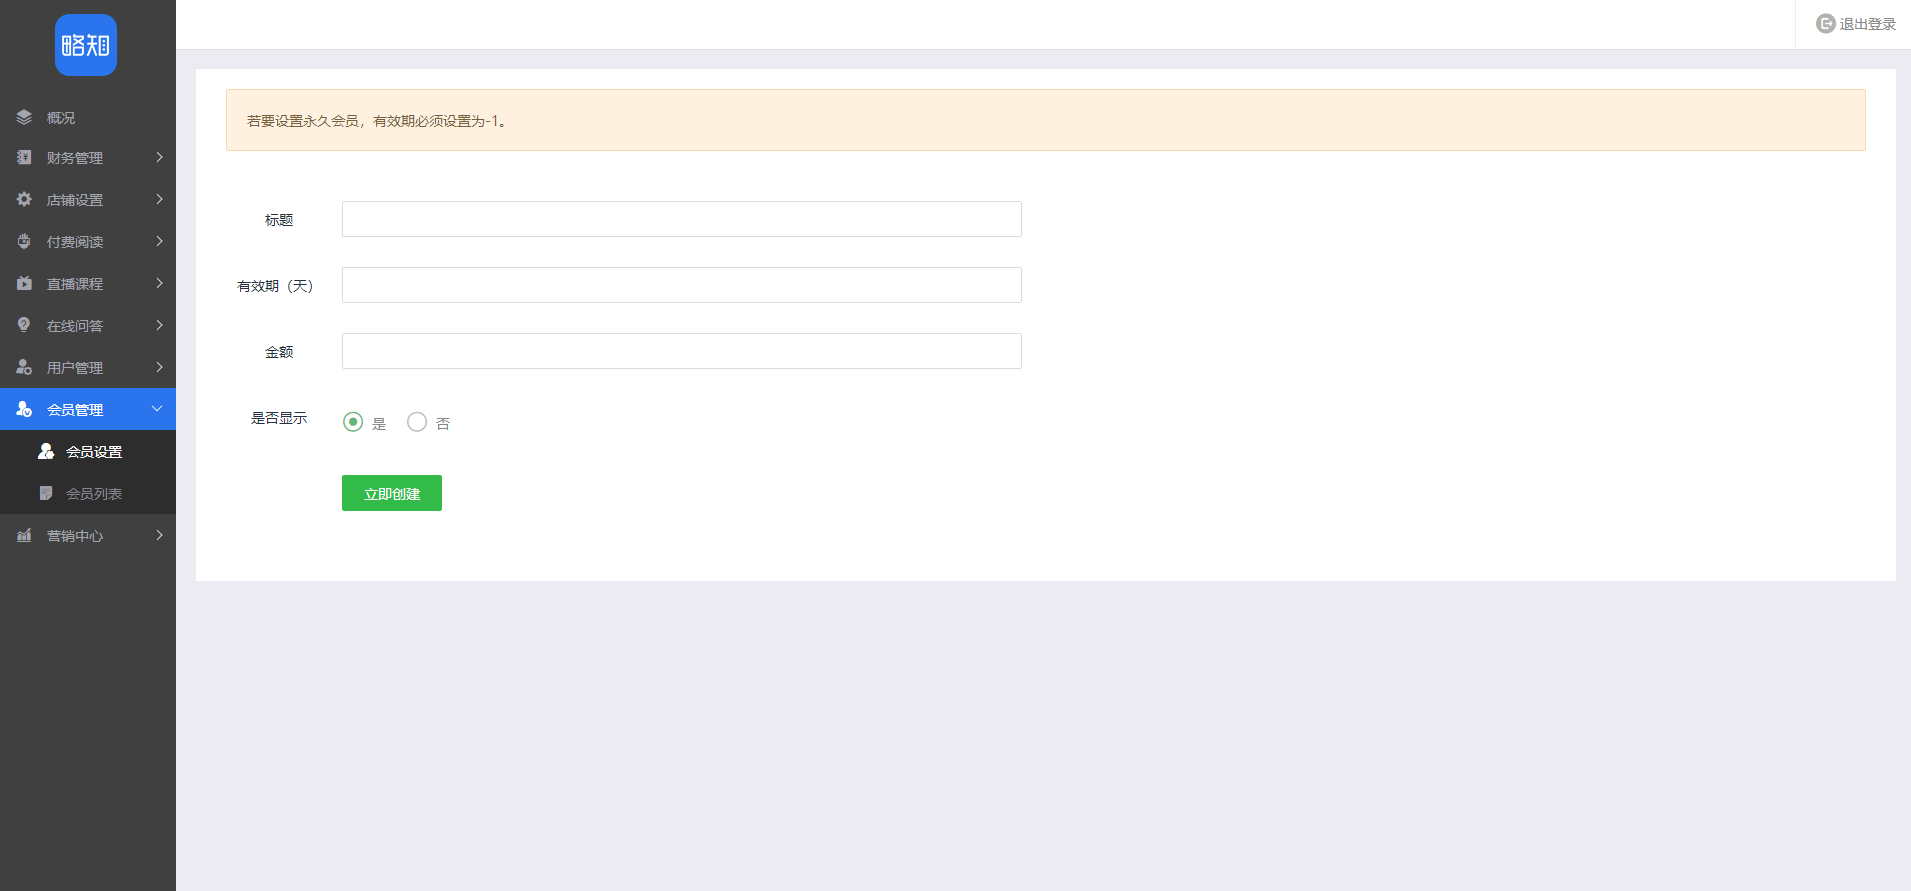 略知
退出登录
概况
财务管理
店铺设置
付费阅读
直播课程
在线问答
用户管理
会员管理
会员设置
会员列表
营销中心
若要设置永久会员，有效期必须设置为-1。
标题
有效期（天）
金额
是否显示 是 否
立即创建